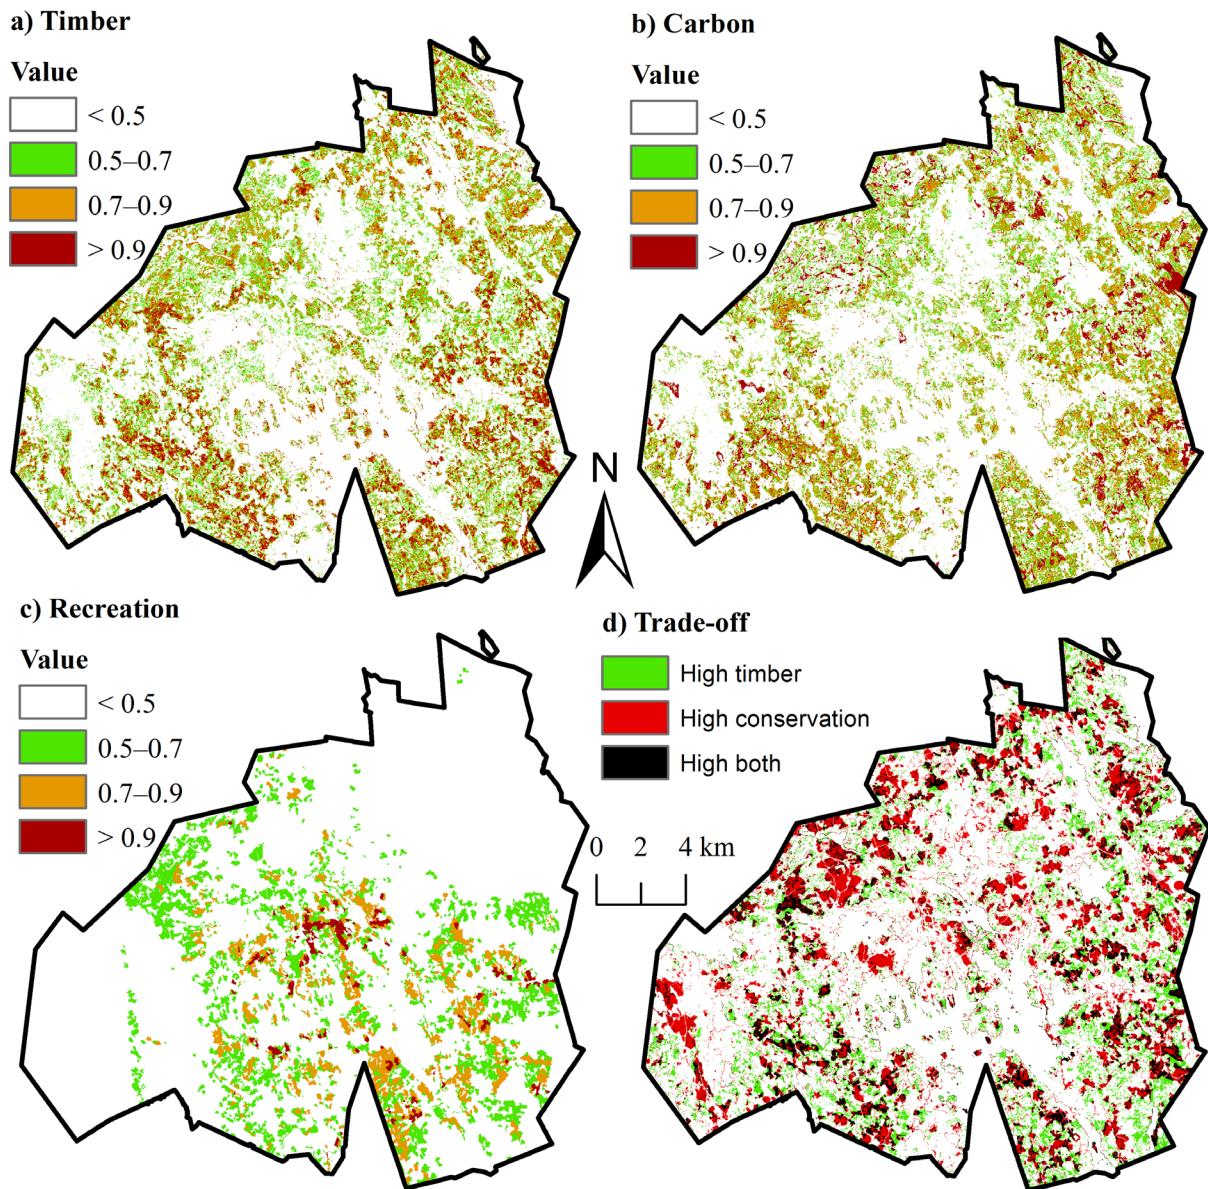 a) Timber
Value
< 0.5
0.5–0.7
0.7–0.9
> 0.9
b) Carbon
Value
< 0.5
0.5–0.7
0.7–0.9
> 0.9
N
c) Recreation
Value
< 0.5
0.5–0.7
0.7–0.9
> 0.9
d) Trade-off
High timber
High conservation
High both
0 2 4 km